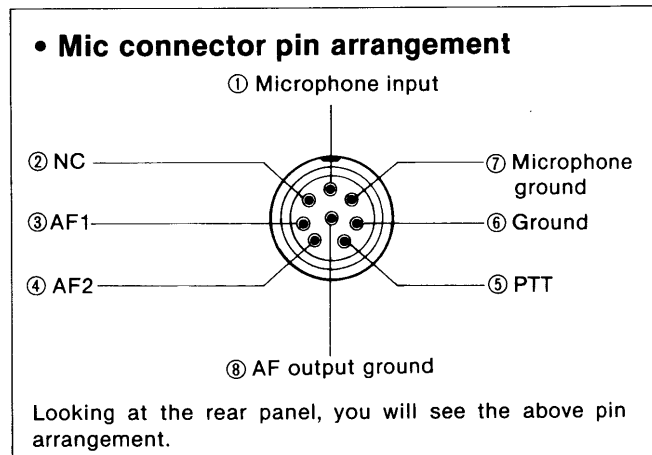 • Mic connector pin arrangement
① Microphone input
② NC
⑦ Microphone
ground
③ AF1
⑥ Ground
④ AF2
⑤ PTT
⑧ AF output ground
Looking at the rear panel, you will see the above pin
arrangement.